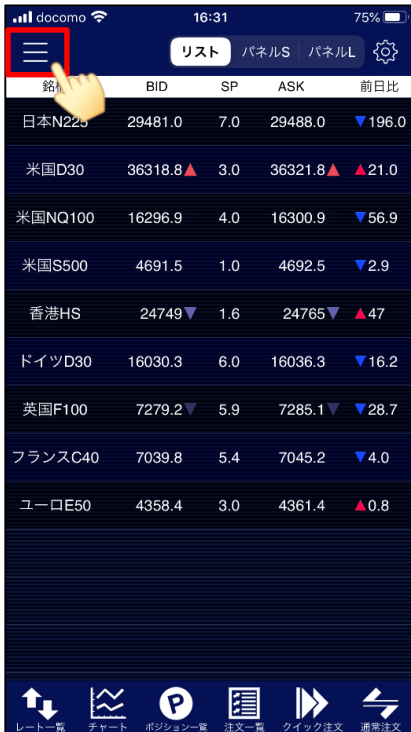 docomo 16:31 75%
リスト パネルS パネルL
銘柄 BID SP ASK 前日比
日本N225 29481.0 7.0 29488.0 ▼196.0
米国D30 36318.8▲ 3.0 36321.8▲ ▲21.0
米国NQ100 16296.9 4.0 16300.9 ▼56.9
米国S500 4691.5 1.0 4692.5 ▼2.9
香港HS 24749▼ 1.6 24765▼ ▲47
ドイツD30 16030.3 6.0 16036.3 ▼16.2
英国F100 7279.2▼ 5.9 7285.1▼ ▼28.7
フランスC40 7039.8 5.4 7045.2 ▼4.0
ユーロE50 4358.4 3.0 4361.4 ▲0.8
P
レート一覧 チャート ポジション一覧 注文一覧 クイック注文 通常注文